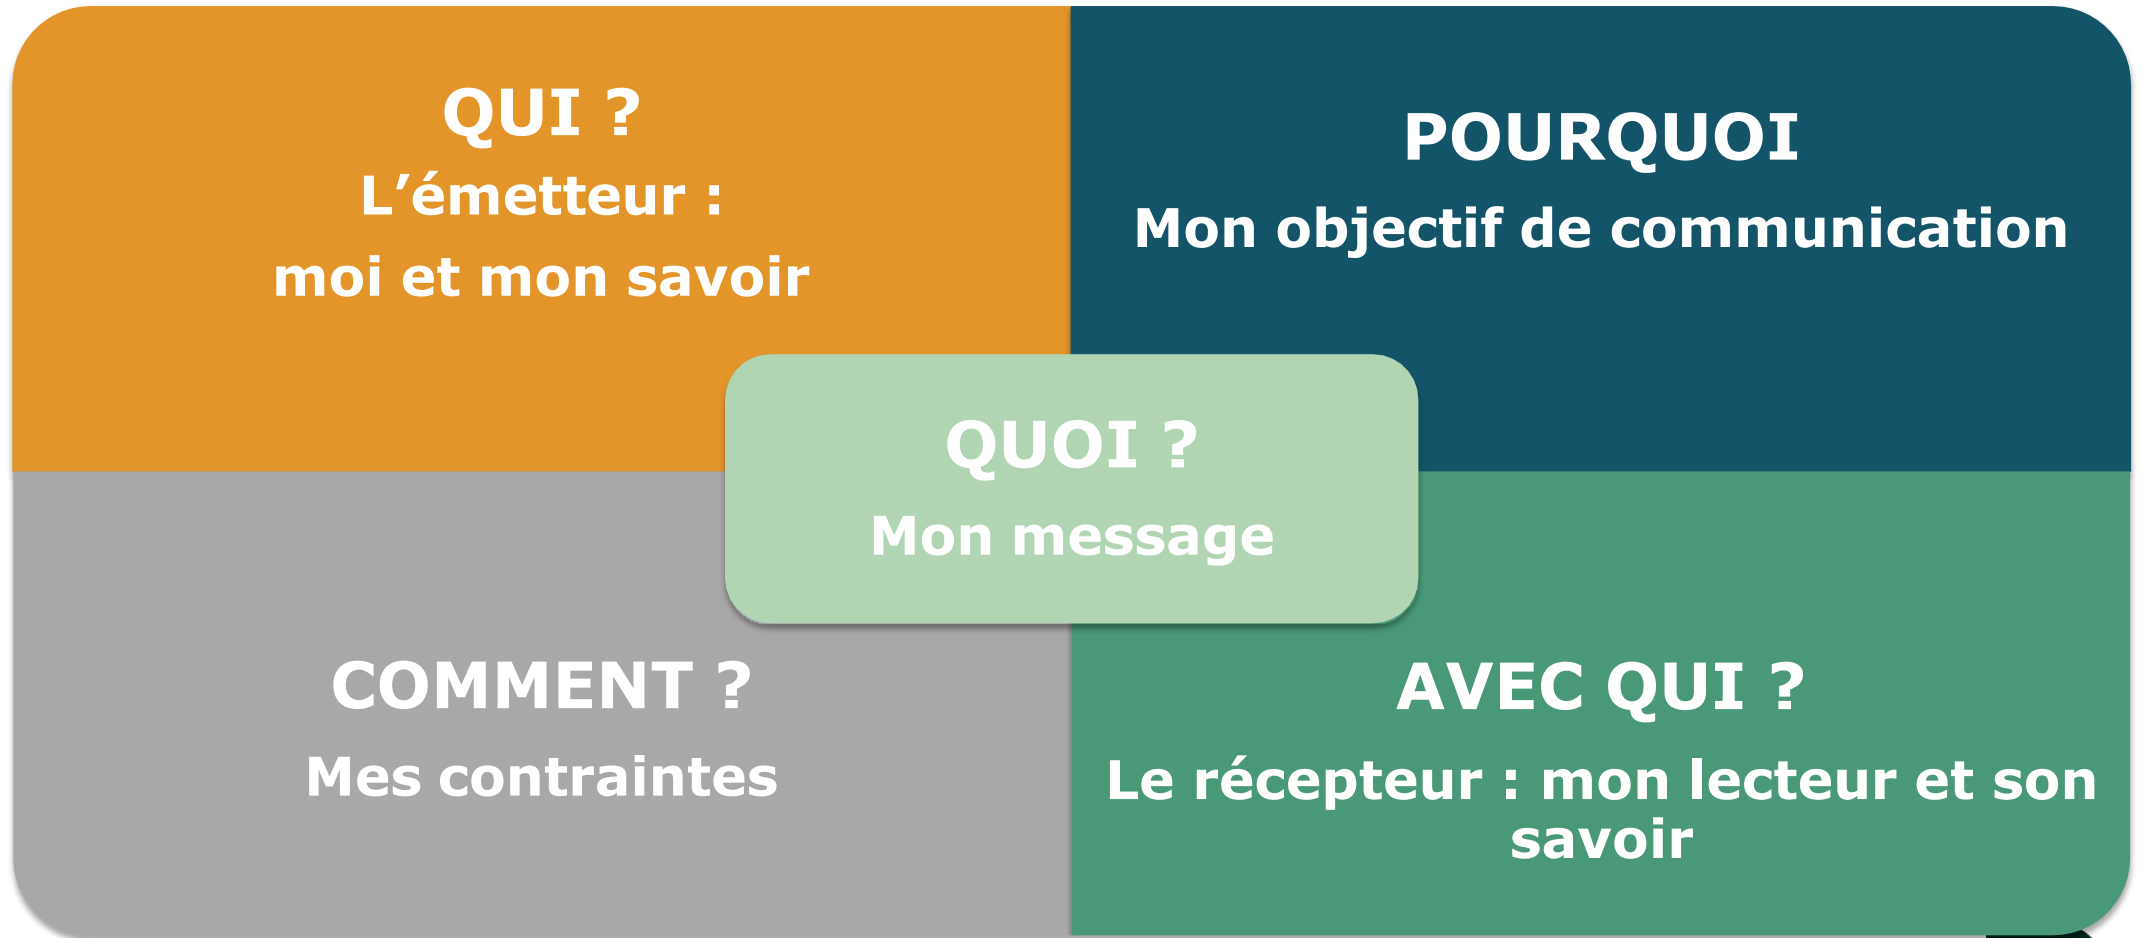 QUI ?
L’émetteur :
moi et mon savoir
POURQUOI
Mon objectif de communication
QUOI ?
Mon message
COMMENT ?
Mes contraintes
AVEC QUI ?
Le récepteur : mon lecteur et son
savoir